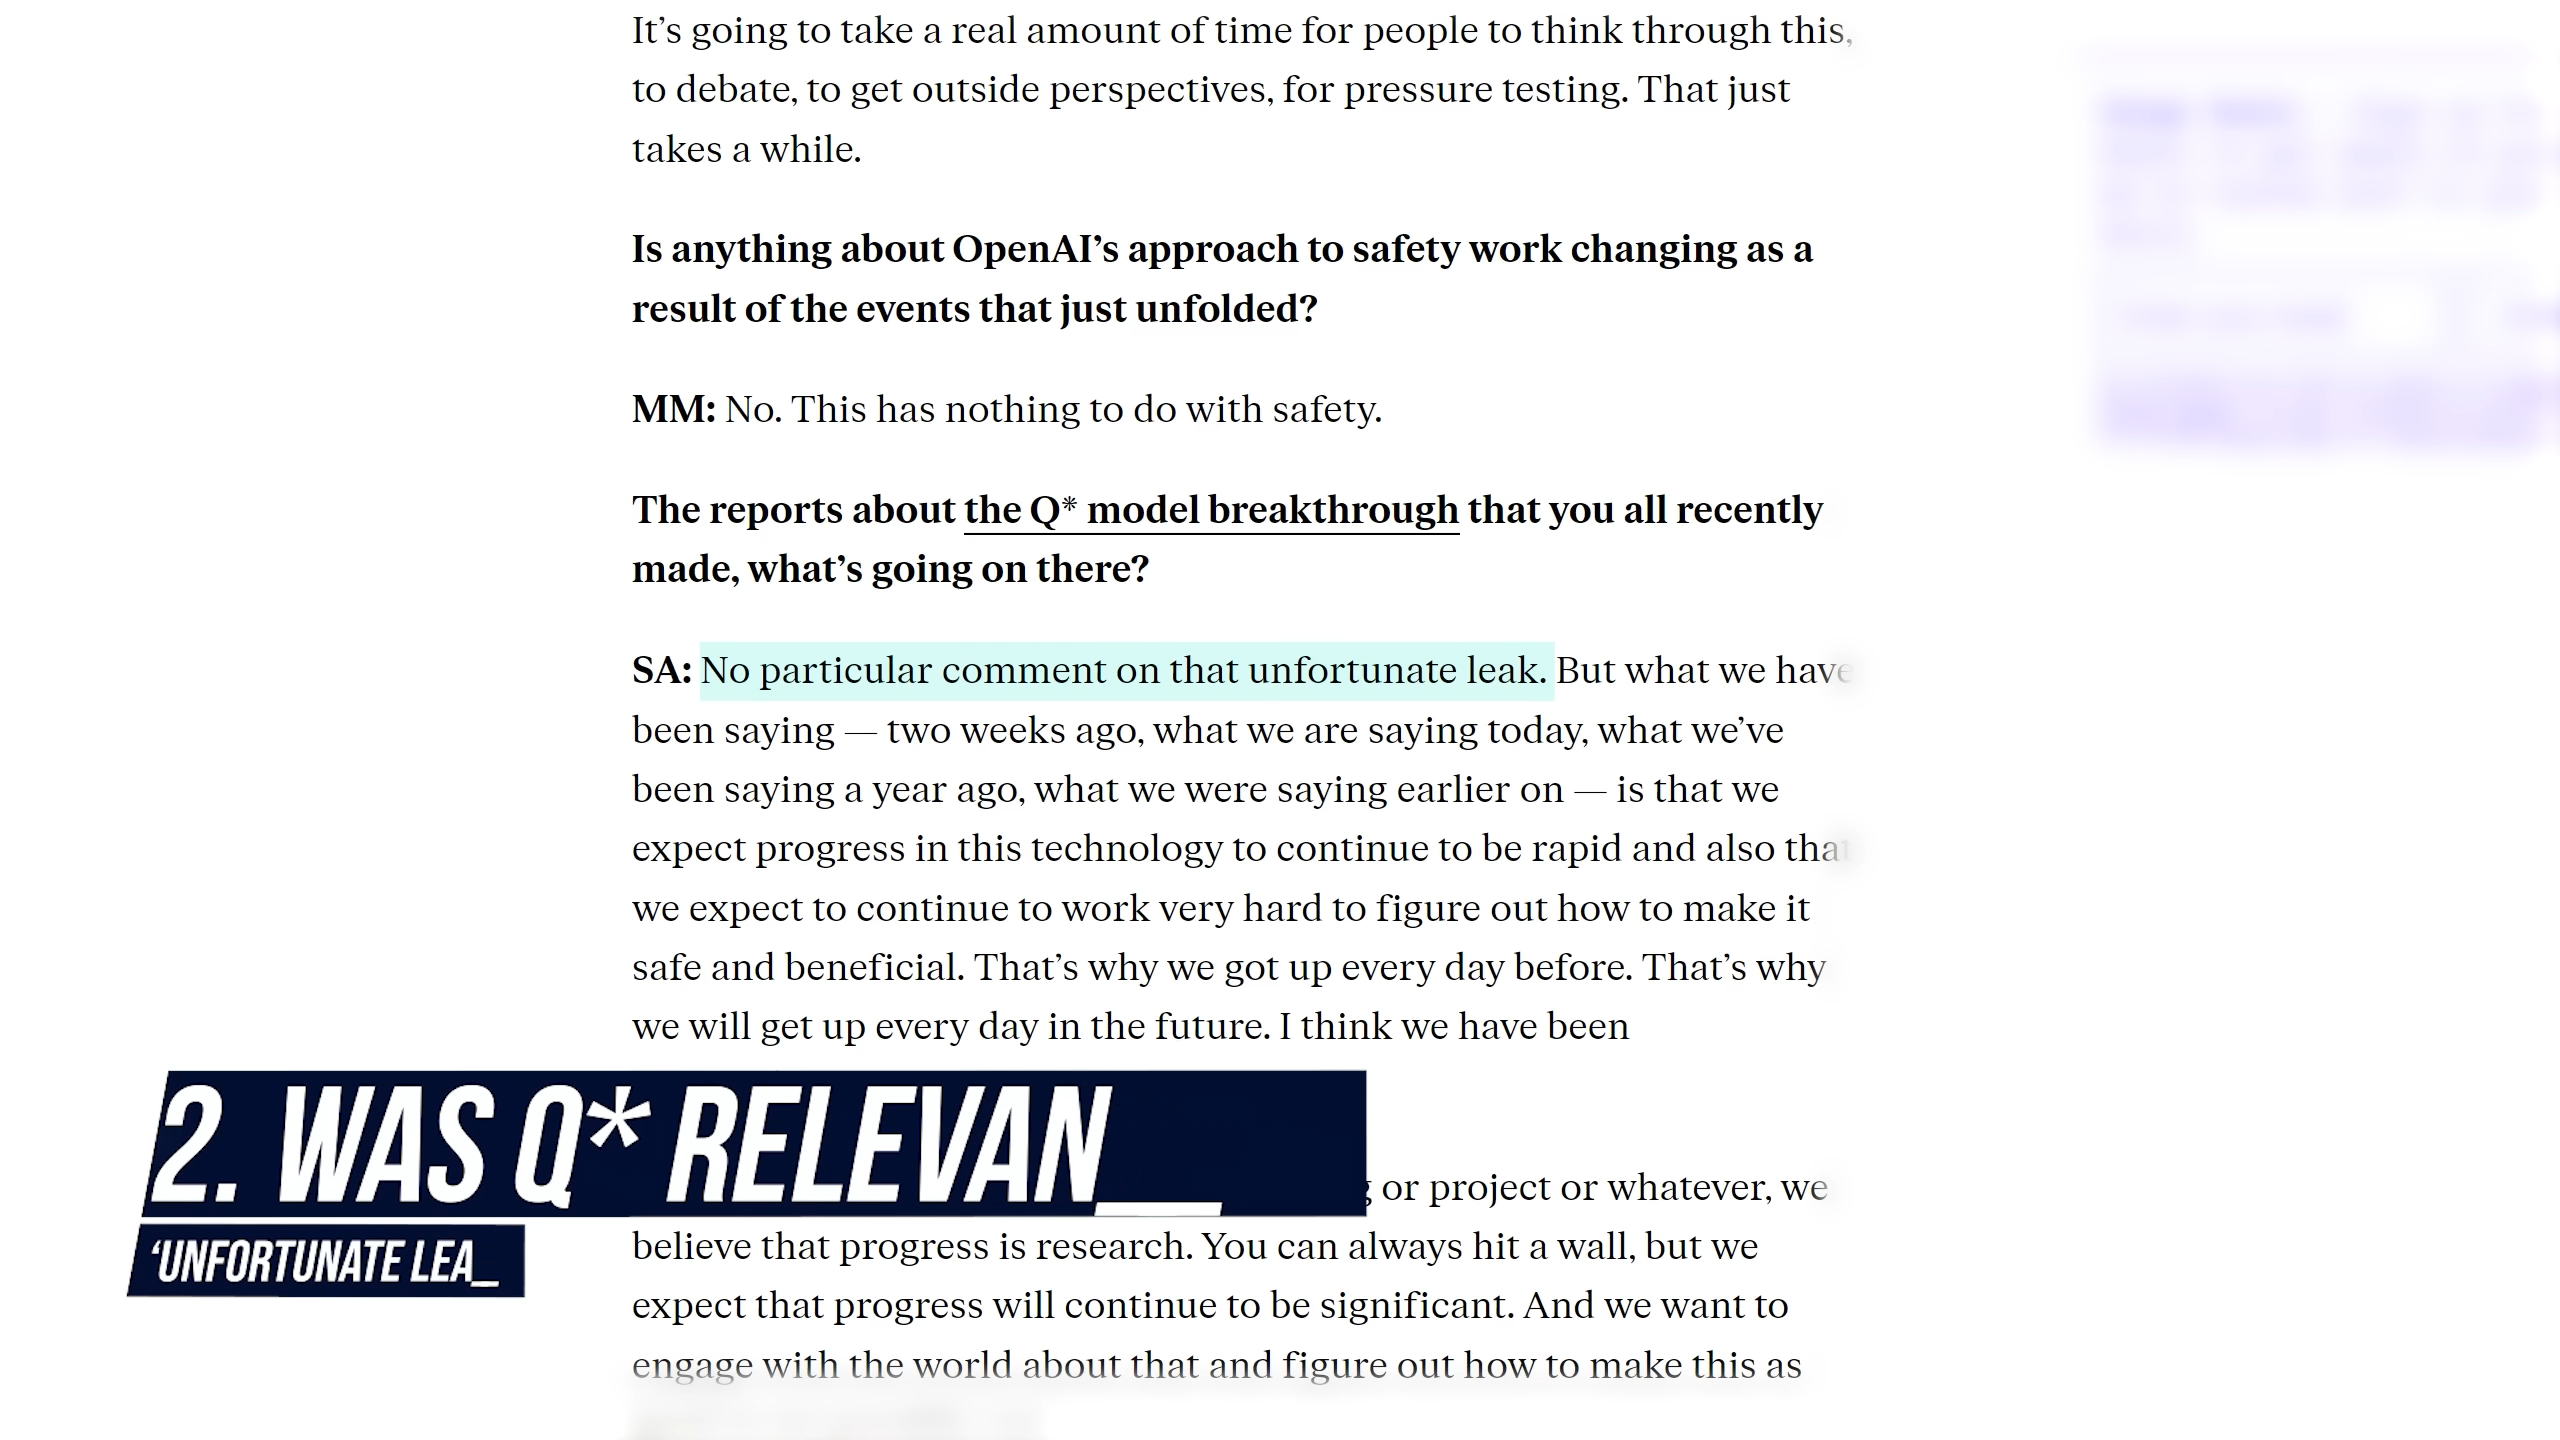 It’s going to take a real amount of time for people to think through this,
to debate, to get outside perspectives, for pressure testing. That just
takes a while.
Is anything about OpenAI’s approach to safety work changing as a
result of the events that just unfolded?
MM: No. This has nothing to do with safety.
The reports about the Q* model breakthrough that you all recently
made, what’s going on there?
SA: No particular comment on that unfortunate leak. But what we have
been saying — two weeks ago, what we are saying today, what we’ve
been saying a year ago, what we were saying earlier on — is that we
expect progress in this technology to continue to be rapid and also that
we expect to continue to work very hard to figure out how to make it
safe and beneficial. That’s why we got up every day before. That’s why
we will get up every day in the future. I think we have been
2. WAS Q* RELEVAN_
or project or whatever, we
‘UNFORTUNATE LEA_
believe that progress is research. You can always hit a wall, but we
expect that progress will continue to be significant. And we want to
engage with the world about that and figure out how to make this as